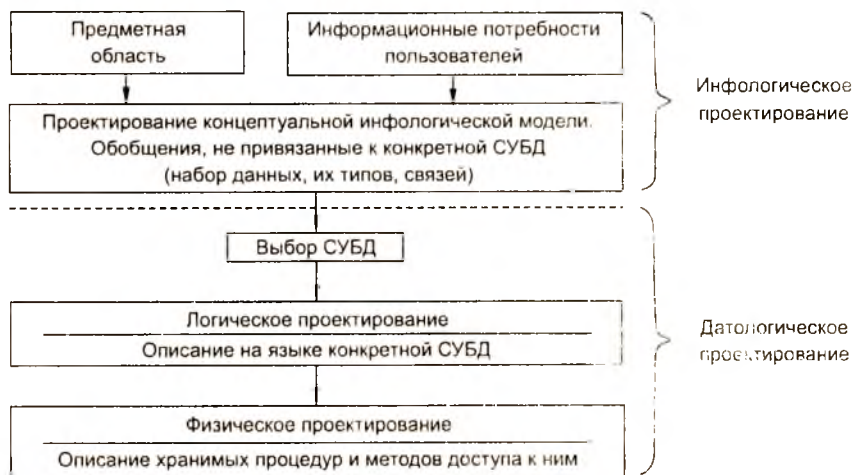 Предметная
область
Информационные потребности
пользователей
Инфологическое
проектирование
Проектирование концептуальной инфологической модели.
Обобщения, не привязанные к конкретной СУБД
(набор данных, их типов, связей)
Выбор СУБД
Логическое проектирование
Описание на языке конкретной СУБД
Датологическое
проектирование
Физическое проектирование
Описание хранимых процедур и методов доступа к ним